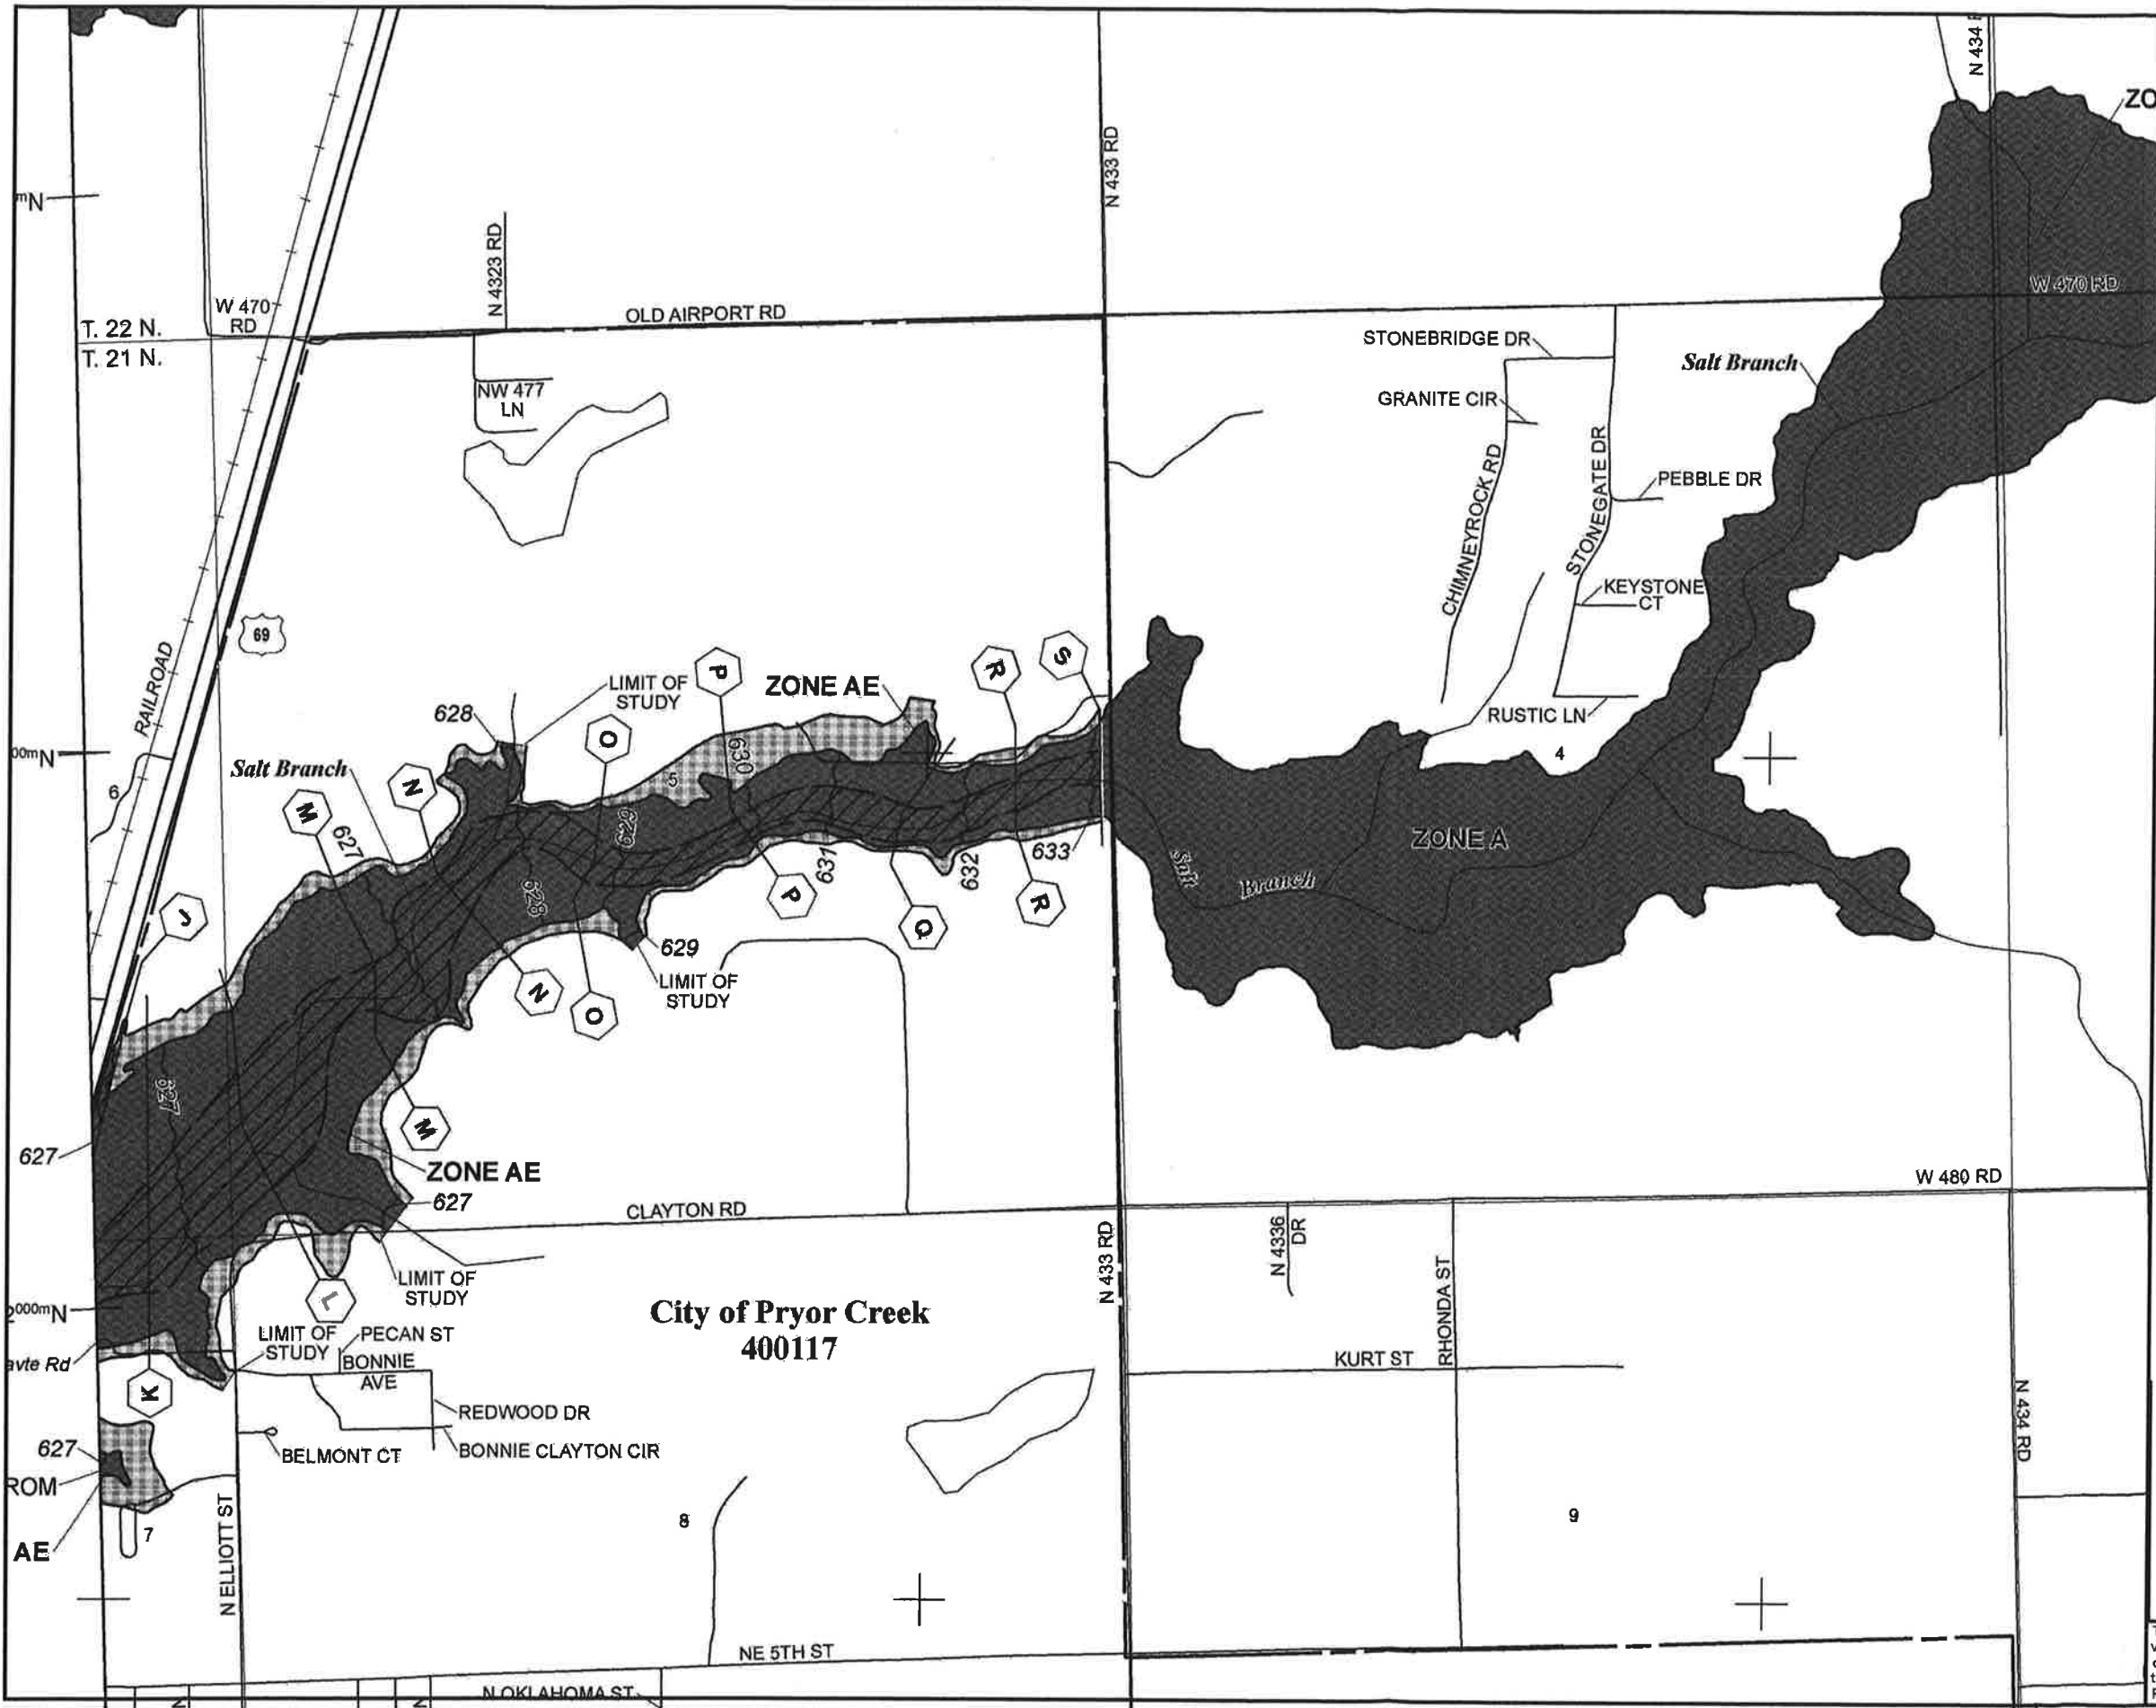 N 434 R
ZO
N 433 RD
mN
N 4323 RD
W 470 RD
W 470
RD
OLD AIRPORT RD
T. 22 N.
T. 21 N.
STONEBRIDGE DR
Salt Branch
NW 477
LN
GRANITE CIR
CHIMNEYROCK RD
STONEGATE DR
PEBBLE DR
KEYSTONE
CT
69
RAILROAD
LIMIT OF
STUDY
P
ZONE AE
R
S
628
O
630
RUSTIC LN
4
00mN
Salt Branch
N
5
6
M
627
629
631
632
633
ZONE A
Salt
Branch
628
P
R
J
Q
629
LIMIT OF
STUDY
N
O
627
M
627
ZONE AE
627
W 480 RD
CLAYTON RD
N 433 RD
N 4336
DR
RHONDA ST
LIMIT OF
STUDY
L
2000mN
City of Pryor Creek
400117
LIMIT OF
STUDY
PECAN ST
BONNIE
AVE
avte Rd
KURT ST
K
N 434 RD
REDWOOD DR
BONNIE CLAYTON CIR
BELMONT CT
627
ROM
N ELLIOTT ST
7
8
9
AE
NE 5TH ST
N OKLAHOMA ST
N
N